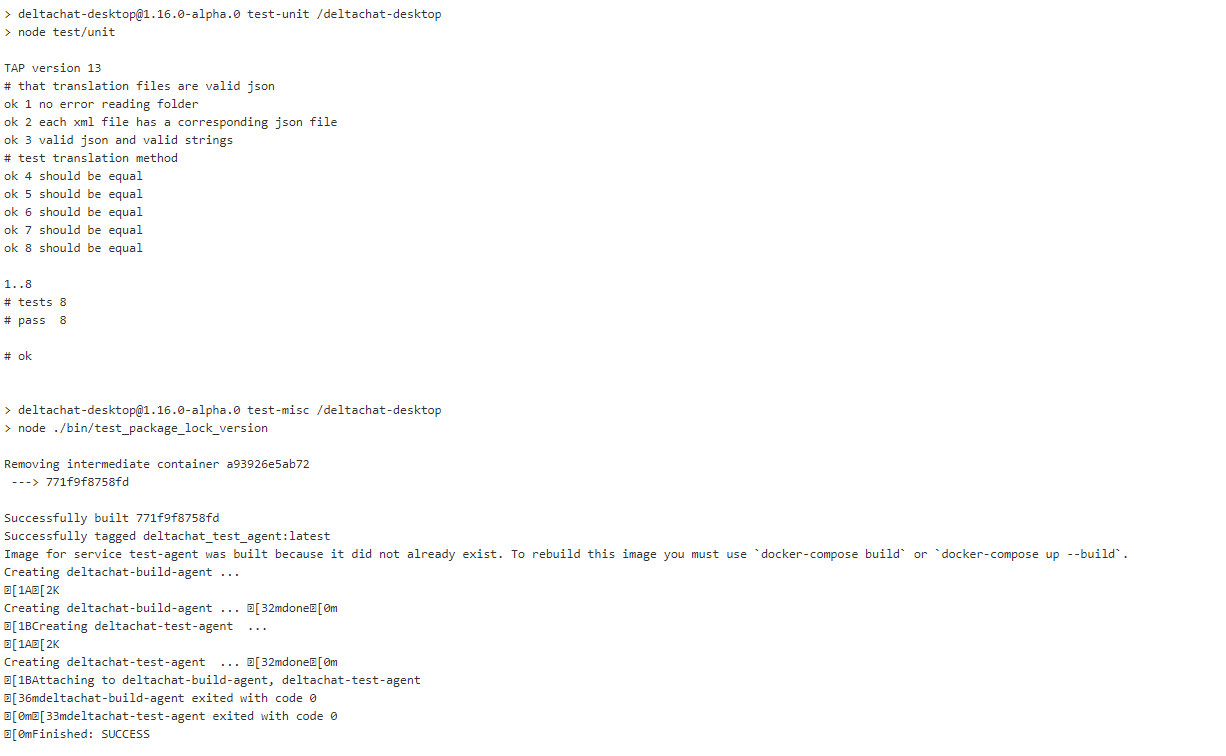 > deltachat-desktop@1.16.0-alpha.0 test-unit /deltachat-desktop
> node test/unit

TAP version 13
# that translation files are valid json
ok 1 no error reading folder
ok 2 each xml file has a corresponding json file
ok 3 valid json and valid strings
# test translation method
ok 4 should be equal
ok 5 should be equal
ok 6 should be equal
ok 7 should be equal
ok 8 should be equal

1..8
# tests 8
# pass  8

# ok


> deltachat-desktop@1.16.0-alpha.0 test-misc /deltachat-desktop
> node ./bin/test_package_lock_version

Removing intermediate container a93926e5ab72
 ---> 771f9f8758fd

Successfully built 771f9f8758fd
Successfully tagged deltachat_test_agent:latest
Image for service test-agent was built because it did not already exist. To rebuild this image you must use `docker-compose build` or `docker-compose up --build`.
Creating deltachat-build-agent ...
[1A[2K
Creating deltachat-build-agent ... [32mdone[0m
[1BCreating deltachat-test-agent  ...
[1A[2K
Creating deltachat-test-agent  ... [32mdone[0m
[1BAttaching to deltachat-build-agent, deltachat-test-agent
[36mdeltachat-build-agent exited with code 0
[0m[33mdeltachat-test-agent exited with code 0
[0mFinished: SUCCESS